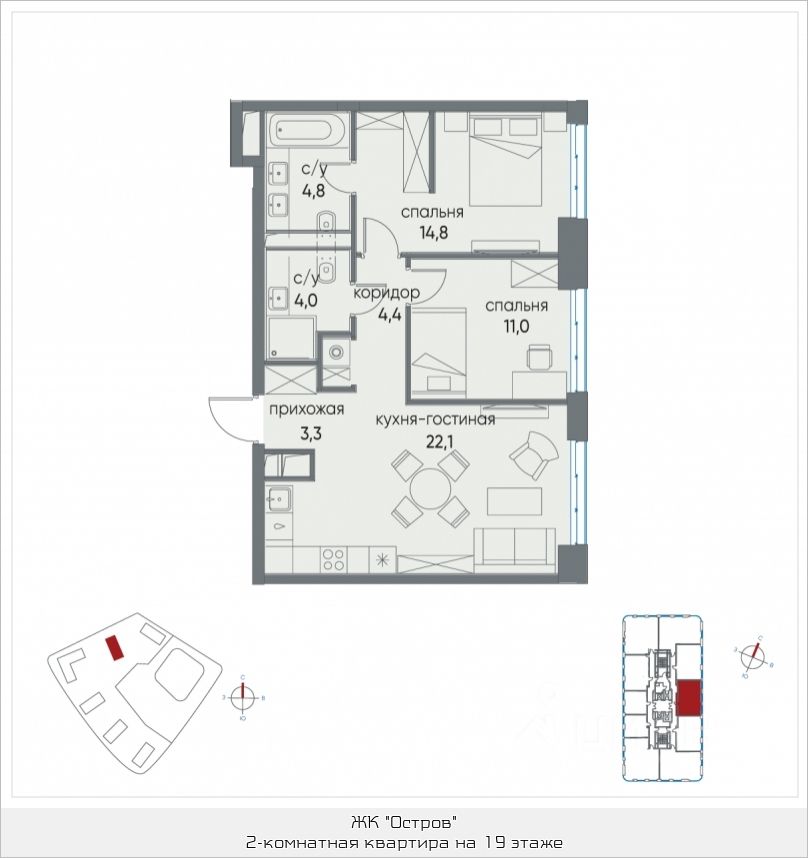 с/у
4,8
спальня
14,8
с/у
4,0
коридор
4,4
спальня
11,0
прихожая
3,3
кухня-гостиная
22,1
С
З
В
Ю
С
З
В
Ю
ЖК "Остров"
2-комнатная квартира на 19 этаже